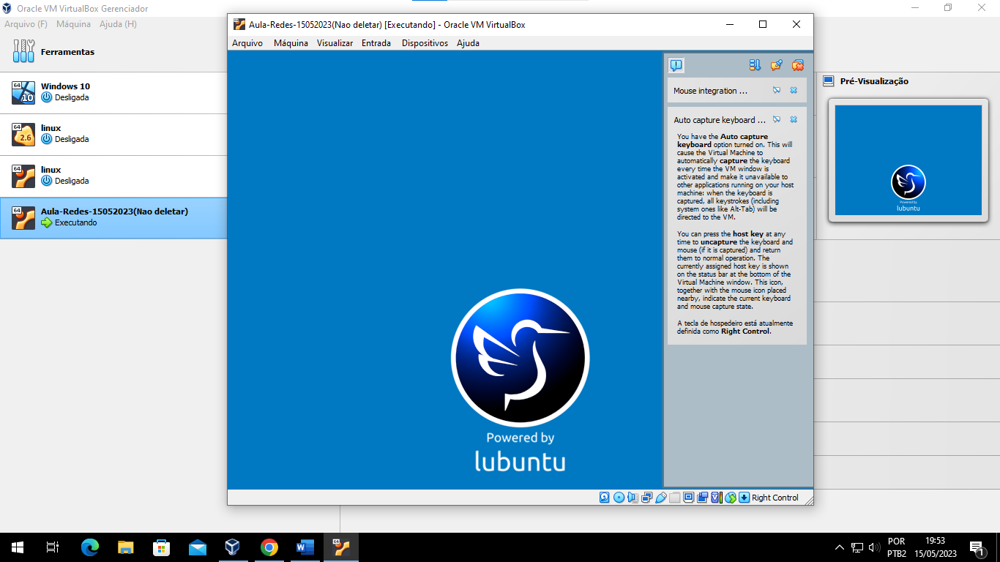 Oracle VM VirtualBox Gerenciador
Arquivo (F) Máquina Ajuda (H)
Ferramentas
64
10
Windows 10
Desligada
64
2.6
linux
Desligada
64
linux
Desligada
64
Aula-Redes-15052023(Nao deletar)
Executando
64
Aula-Redes-15052023(Nao deletar) [Executando] - Oracle VM VirtualBox
Arquivo Máquina Visualizar Entrada Dispositivos Ajuda
Powered by
lubuntu
Mouse integration ...
Auto capture keyboard ...
You have the Auto capture
keyboard option turned on. This will
cause the Virtual Machine to
automatically capture the keyboard
every time the VM window is
activated and make it unavailable to
other applications running on your host
machine: when the keyboard is
captured, all keystrokes (including
system ones like Alt-Tab) will be
directed to the VM.
You can press the host key at any
time to uncapture the keyboard and
mouse (if it is captured) and return
them to normal operation. The
currently assigned host key is shown
on the status bar at the bottom of the
Virtual Machine window. This icon,
together with the mouse icon placed
nearby, indicate the current keyboard
and mouse capture state.
A tecla de hospedeiro está atualmente
definida como Right Control.
Right Control
Pré-Visualização
Powered by
lubuntu
POR
PTB2
19:53
15/05/2023
1